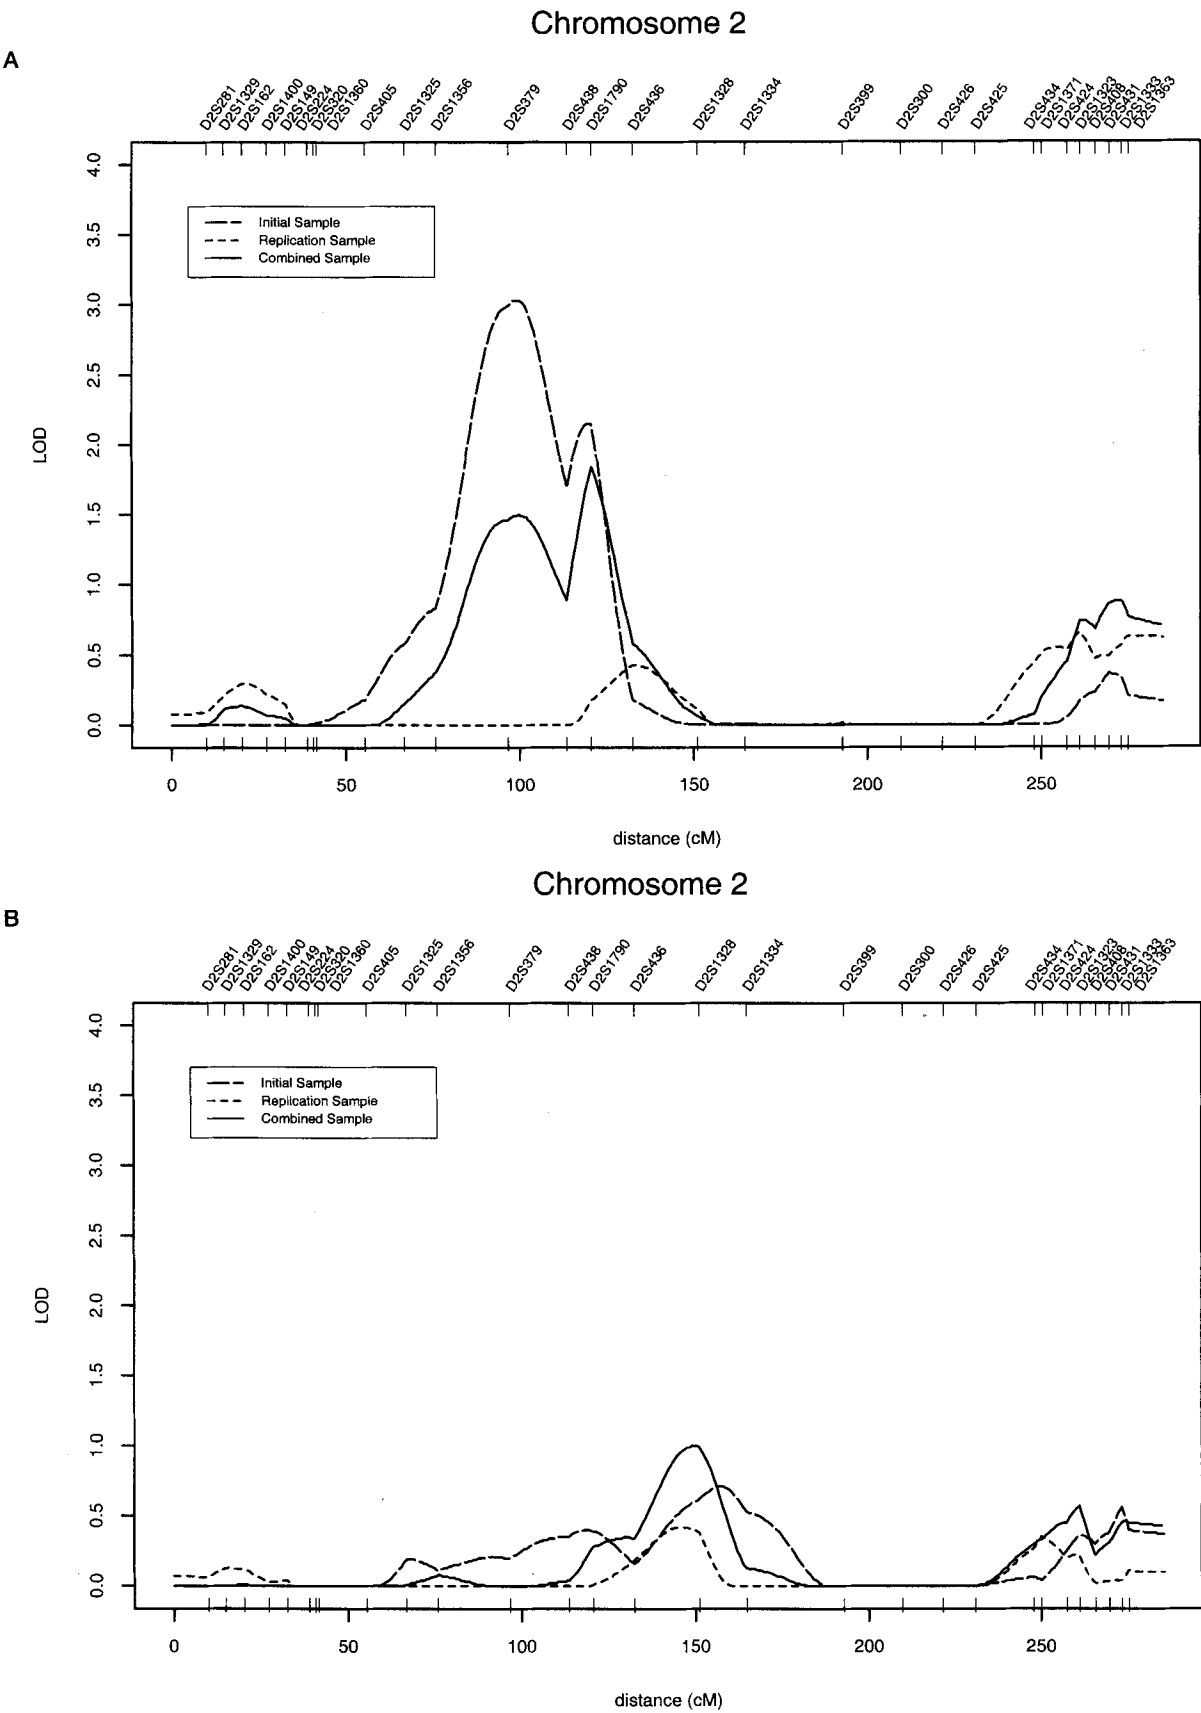 Chromosome 2
A
D2S281 D2S1329 D2S162 D2S1400 D2S149 D2S224 D2S320 D2S1360 D2S405 D2S1325 D2S1356 D2S379 D2S438 D2S1790 D2S436 D2S1328 D2S1334 D2S399 D2S300 D2S426 D2S425 D2S434 D2S1371 D2S424 D2S1323 D2S408 D2S431 D2S1333 D2S1363
4.0
3.5
3.0
2.5
2.0
1.5
1.0
0.5
0.0
LOD
Initial Sample
Replication Sample
Combined Sample
0 50 100 150 200 250
distance (cM)
Chromosome 2
B
D2S281 D2S1329 D2S162 D2S1400 D2S149 D2S224 D2S320 D2S1360 D2S405 D2S1325 D2S1356 D2S379 D2S438 D2S1790 D2S436 D2S1328 D2S1334 D2S399 D2S300 D2S426 D2S425 D2S434 D2S1371 D2S424 D2S1323 D2S408 D2S431 D2S1333 D2S1363
4.0
3.5
3.0
2.5
2.0
1.5
1.0
0.5
0.0
LOD
Initial Sample
Replication Sample
Combined Sample
0 50 100 150 200 250
distance (cM)